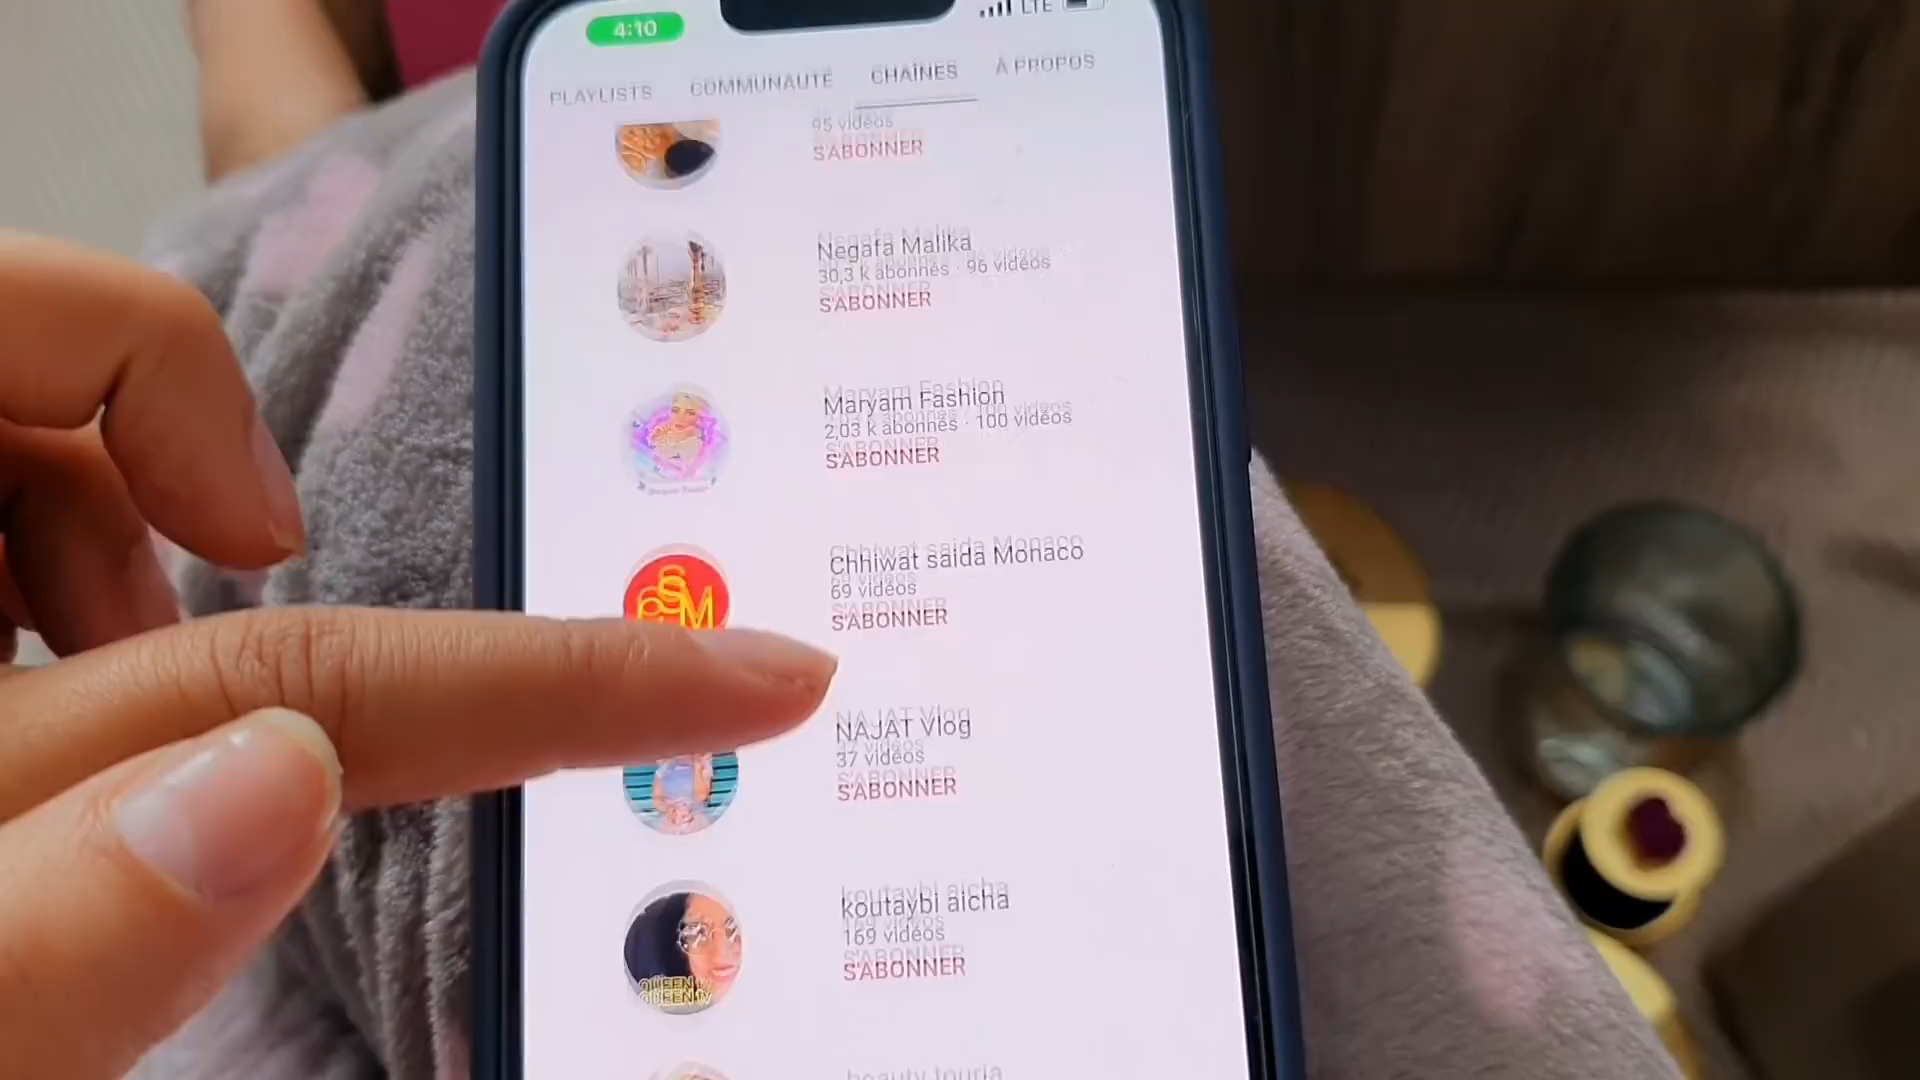 4:10
LTE
PLAYLISTS COMMUNAUTÉ CHAÎNES À PROPOS
95 vidéos
S'ABONNER
Negafa Malika
30,3 k abonnés · 96 vidéos
S'ABONNER
Maryam Fashion
2,03 k abonnés · 100 vidéos
S'ABONNER
Chhiwat saida Monaco
69 vidéos
S'ABONNER
NAJAT Vlog
37 vidéos
S'ABONNER
koutaybi aicha
169 vidéos
S'ABONNER
QUEEN TV
beauty touria